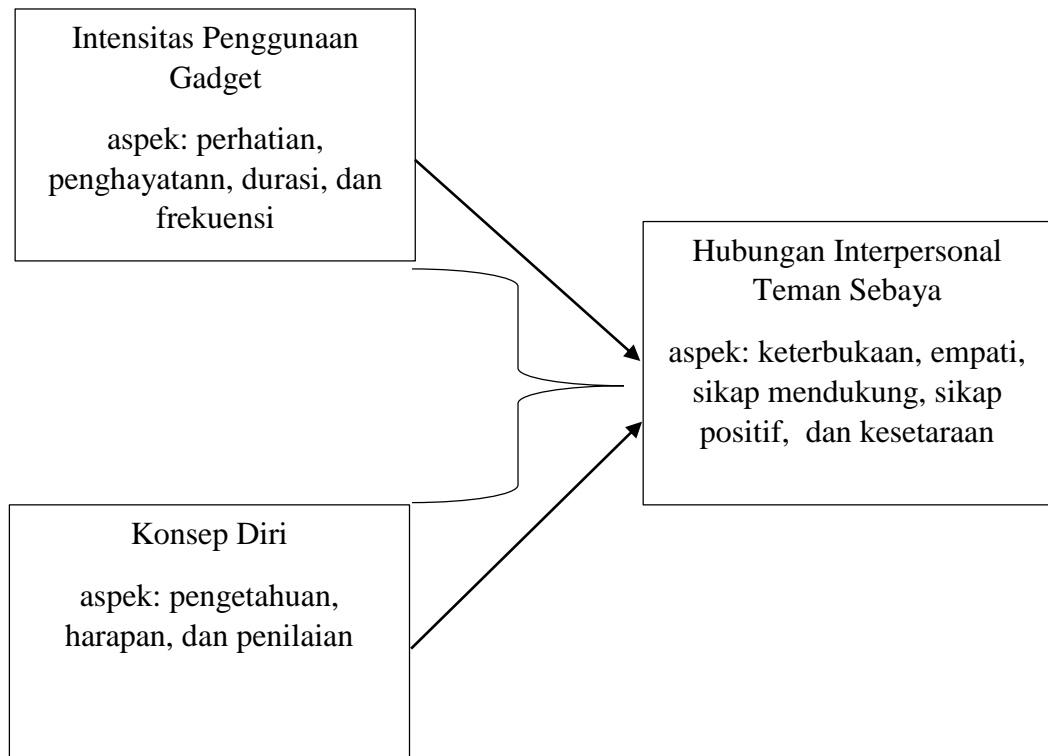 Intensitas Penggunaan
Gadget
aspek: perhatian,
penghayatann, durasi, dan
frekuensi
Hubungan Interpersonal
Teman Sebaya
aspek: keterbukaan, empati,
sikap mendukung, sikap
positif,  dan kesetaraan
Konsep Diri
aspek: pengetahuan,
harapan, dan penilaian